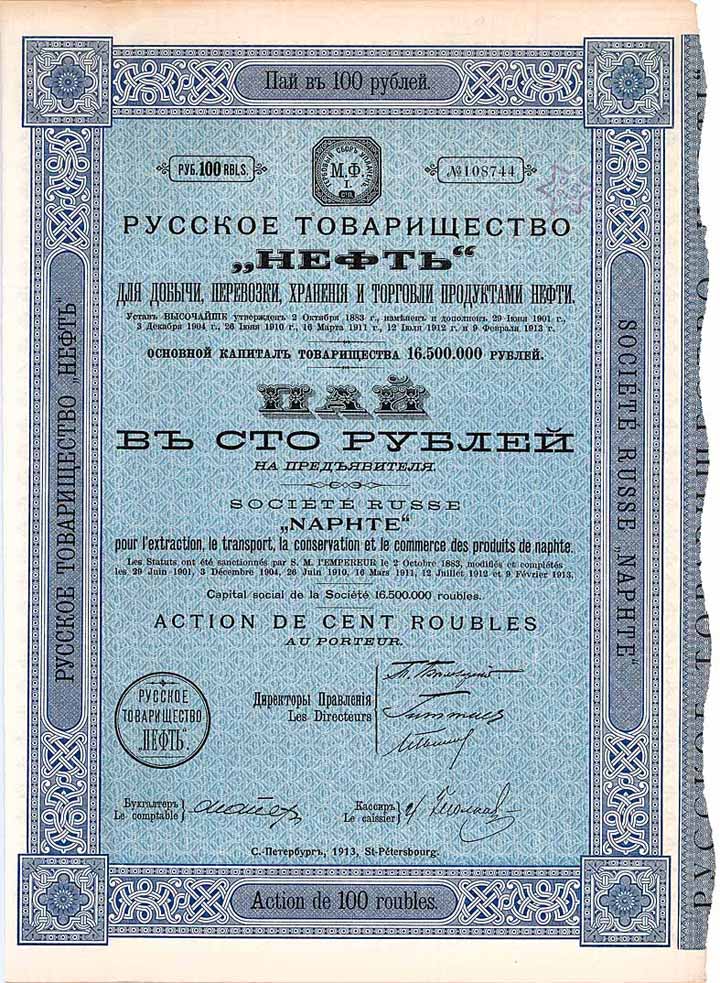 Пай въ 100 рублей.
РУБ. 100 RBLS.
М.Ф.
I.
№ 108744
РУССКОЕ ТОВАРИЩЕСТВО
„НЕФТЬ“
ДЛЯ ДОБЫЧИ, ПЕРЕВОЗКИ, ХРАНЕНІЯ И ТОРГОВЛИ ПРОДУКТАМИ НЕФТИ.
Уставъ ВЫСОЧАЙШЕ утвержденъ 2 Октября 1883 г., измѣненъ и дополненъ 29 Іюня 1901 г.,
3 Декабря 1904 г., 26 Іюня 1910 г., 16 Марта 1911 г., 12 Іюля 1912 г. и 9 Февраля 1913 г.
ОСНОВНОЙ КАПИТАЛЪ ТОВАРИЩЕСТВА 16.500.000 РУБЛЕЙ.
ПАЙ
ВЪ СТО РУБЛЕЙ
НА ПРЕДЪЯВИТЕЛЯ.
SOCIÉTÉ RUSSE
„NAPHTE“
pour l'extraction, le transport, la conservation et le commerce des produits de naphte.
Les Statuts ont été sanctionnés par S. M. l'EMPEREUR le 2 Octobre 1883, modifiés et complétés
les 29 Juin 1901, 3 Décembre 1904, 26 Juin 1910, 16 Mars 1911, 12 Juillet 1912 et 9 Février 1913.
Capital social de la Société 16.500.000 roubles.
ACTION DE CENT ROUBLES
AU PORTEUR.
Директоры Правленія
Les Directeurs
РУССКОЕ
ТОВАРИЩЕСТВО
„НЕФТЬ“.
Бухгалтеръ
Le comptable
Кассиръ
Le caissier
С.-Петербургъ, 1913, St-Pétersbourg.
Action de 100 roubles.
РУССКОЕ ТОВАРИЩЕСТВО „НЕФТЬ“
SOCIÉTÉ RUSSE „NAPHTE“